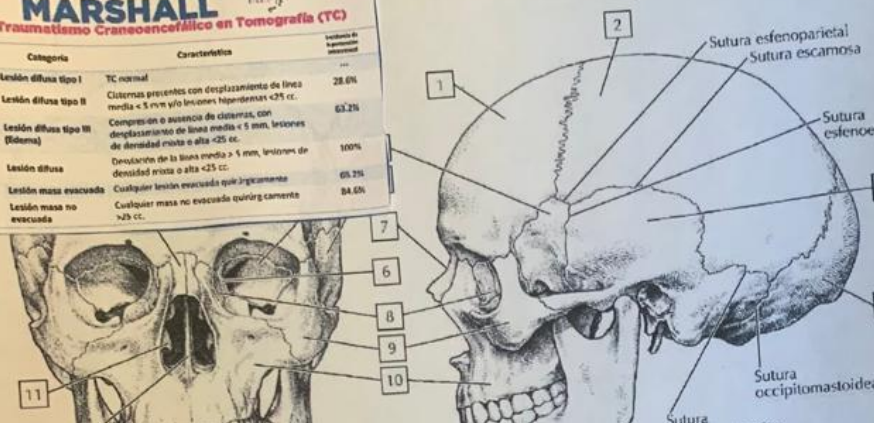 MARSHALL
Traumatismo Craneoencefálico en Tomografía (TC)
Categoría Característica
Lesión difusa tipo I TC normal ---
Lesión difusa tipo II Cisternas presentes con desplazamiento de línea 28.6%
media < 5 mm y/o lesiones hiperdensas <25 cc.
Lesión difusa tipo III Compresión o ausencia de cisternas, con 63.2%
(Edema) desplazamiento de línea media < 5 mm, lesiones
de densidad mixta o alta <25 cc.
Lesión difusa Desviación de la línea media > 5 mm, lesiones de 100%
densidad mixta o alta <25 cc.
Lesión masa evacuada Cualquier lesión evacuada quirúrgicamente 65.2%
Lesión masa no Cualquier masa no evacuada quirúrgicamente 84.6%
evacuada >25 cc.
1
2
Sutura esfenoparietal
Sutura escamosa
Sutura
esfenoe
7
6
8
9
10
11
Sutura
occipitomastoidea
Sutura